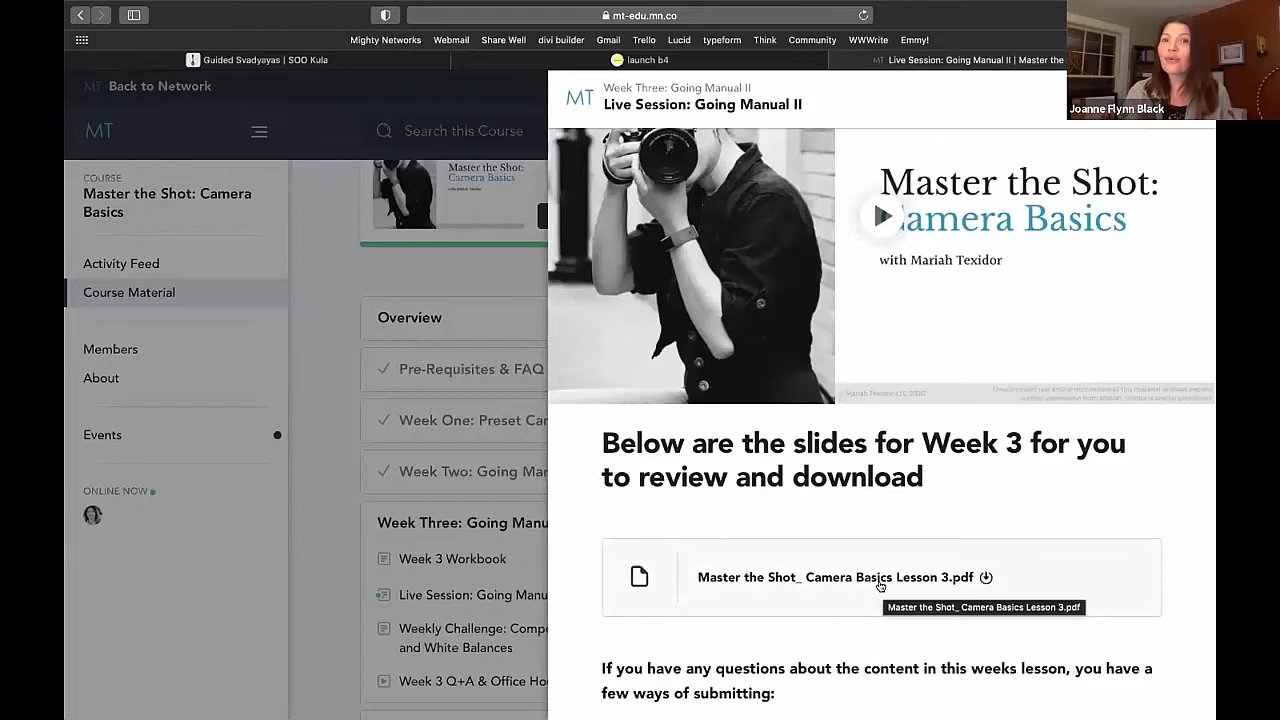 mt-edu.mn.co
Mighty Networks
Webmail
Share Well
divi builder
Gmail
Trello
Lucid
typeform
Think
Community
WWWrite
Emmy!
Guided Svadyayas | SOO Kula
launch b4
MT Live Session: Going Manual II | Master the
Joanne Flynn Black
MT Back to Network
MT
Search this Course
COURSE
Master the Shot: Camera
Basics
Activity Feed
Course Material
Members
About
Events
ONLINE NOW
Master the Shot:
Camera Basics
Overview
Pre-Requisites & FAQ
Week One: Preset Car
Week Two: Going Mar
Week Three: Going Manu
Week 3 Workbook
Live Session: Going Manu
Weekly Challenge: Compo
and White Balances
Week 3 Q+A & Office Ho
MT
Week Three: Going Manual II
Live Session: Going Manual II
Master the Shot:
Camera Basics
with Mariah Texidor
Mariah Texidor LLC 2020
Below are the slides for Week 3 for you
to review and download
Master the Shot_ Camera Basics Lesson 3.pdf
Master the Shot_ Camera Basics Lesson 3.pdf
If you have any questions about the content in this weeks lesson, you have a
few ways of submitting: